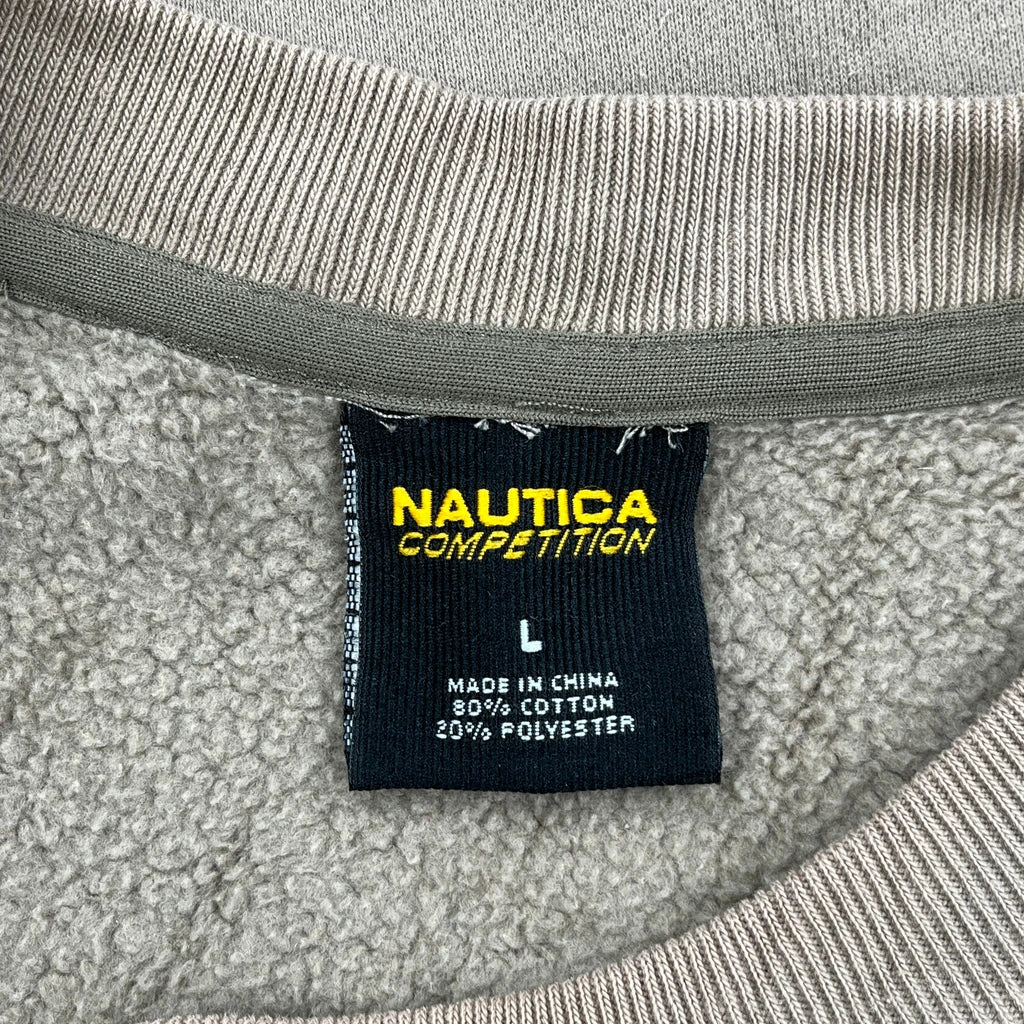 NAUTICA
COMPETITION
L
MADE IN CHINA
80% COTTON
20% POLYESTER